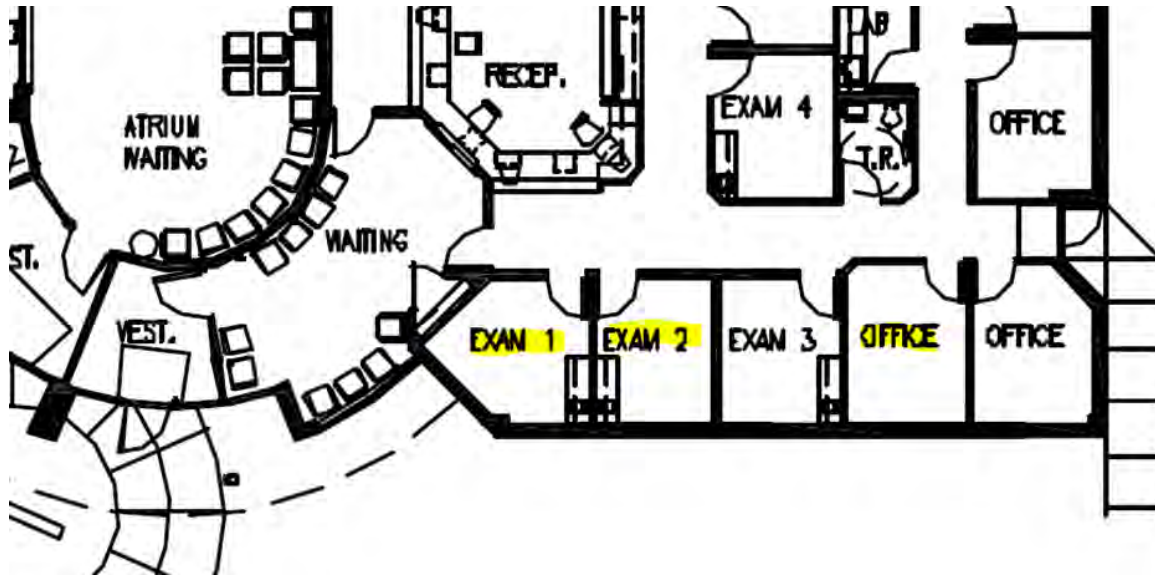 RECEP.
EXAM 4
OFFICE
ATRIUM
WAITING
T.R.
WAITING
ST.
VEST.
EXAM 1
EXAM 2
EXAM 3
OFFICE
OFFICE